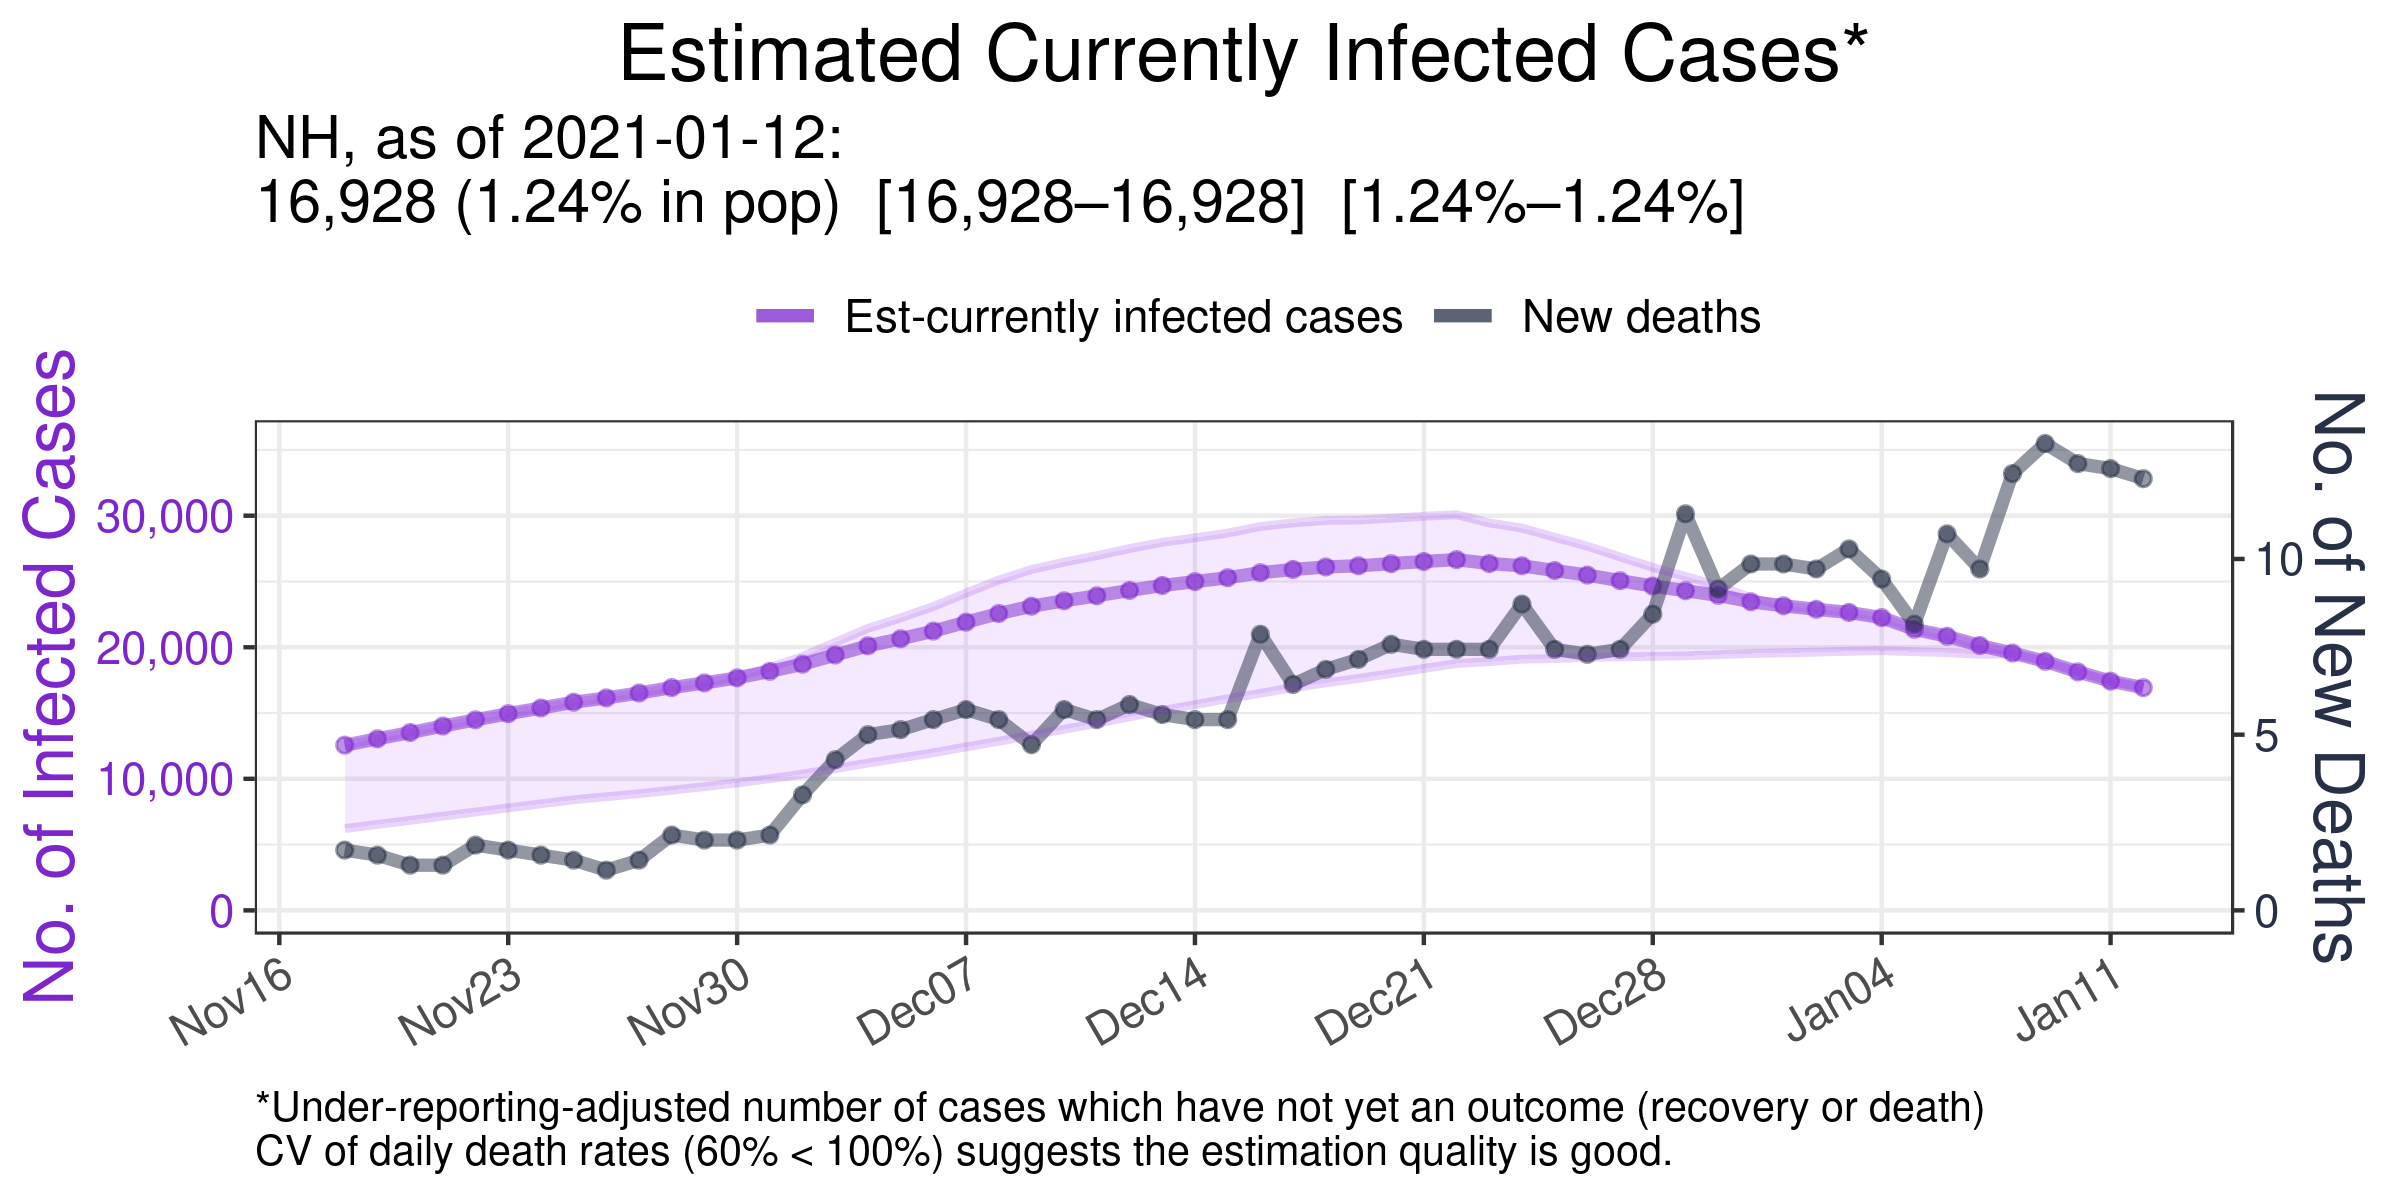 Estimated Currently Infected Cases*
NH, as of 2021-01-12:
16,928 (1.24% in pop)  [16,928–16,928]  [1.24%–1.24%]
Est-currently infected cases
New deaths
No. of Infected Cases
30,000
20,000
10,000
0
10
5
0
No. of New Deaths
Nov16
Nov23
Nov30
Dec07
Dec14
Dec21
Dec28
Jan04
Jan11
*Under-reporting-adjusted number of cases which have not yet an outcome (recovery or death)
CV of daily death rates (60% < 100%) suggests the estimation quality is good.